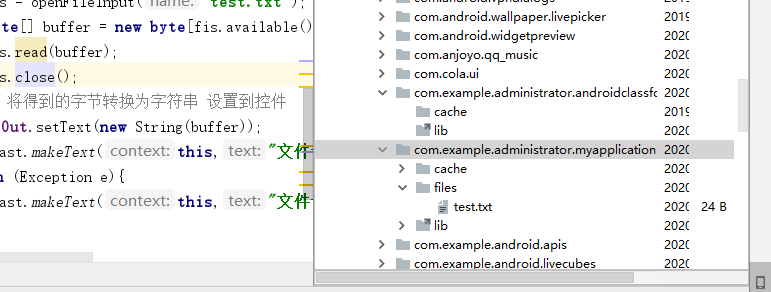 s = openFileInput( name: "test.txt");
te[] buffer = new byte[fis.available()
s.read(buffer);
s.close();
将得到的字节转换为字符串 设置到控件
Out.setText(new String(buffer));
ast.makeText( context: this, text: "文件
n (Exception e){
ast.makeText( context: this, text: "文件
com.android.wallpaper.livepicker 2019
com.android.widgetpreview 2020
com.anjoyo.qq_music 2020
com.cola.ui 2020
com.example.administrator.androidclassfo 2020
cache 2019
lib 2020
com.example.administrator.myapplication 2020
cache 2020
files 2020
test.txt 2020 24 B
lib 2020
com.example.android.apis 2020
com.example.android.livecubes 2020